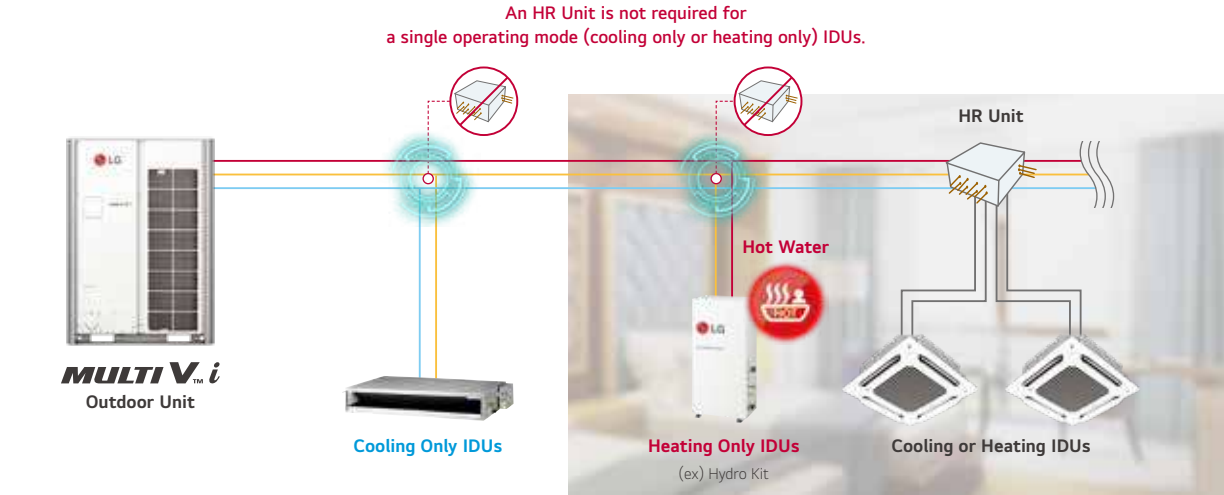 An HR Unit is not required for
a single operating mode (cooling only or heating only) IDUs.
HR Unit
LG
Hot Water
HOT
LG
MULTI V™ i
Outdoor Unit
Cooling Only IDUs
Heating Only IDUs
(ex) Hydro Kit
Cooling or Heating IDUs